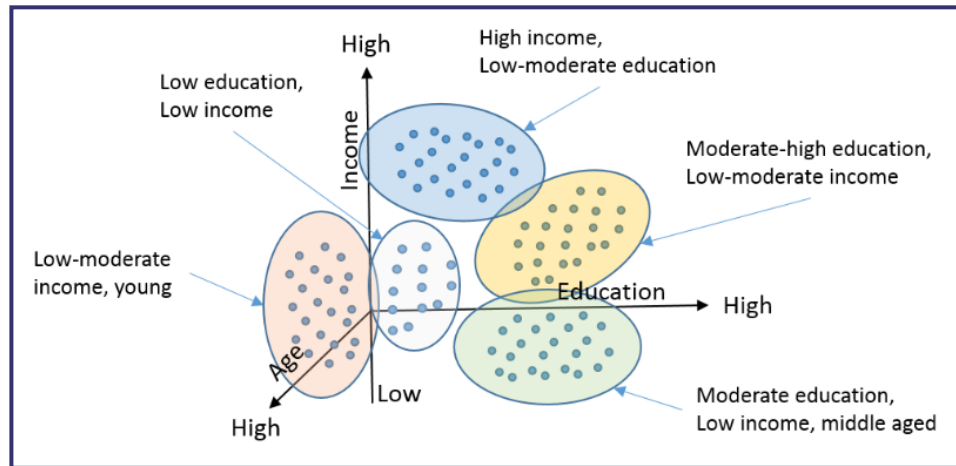 High
High income,
Low-moderate education
Low education,
Low income
Income
Moderate-high education,
Low-moderate income
Low-moderate
income, young
Education
High
Age
High
Low
Moderate education,
Low income, middle aged